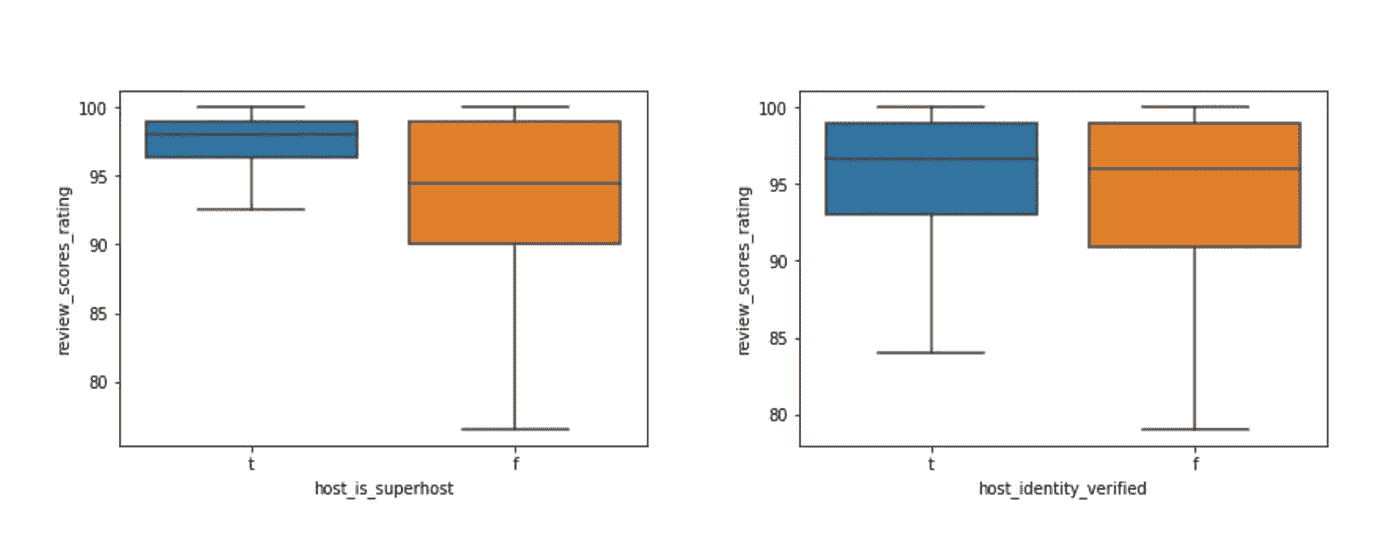 100
95
90
85
80
review_scores_rating
t
f
host_is_superhost
100
95
90
85
80
review_scores_rating
t
f
host_identity_verified